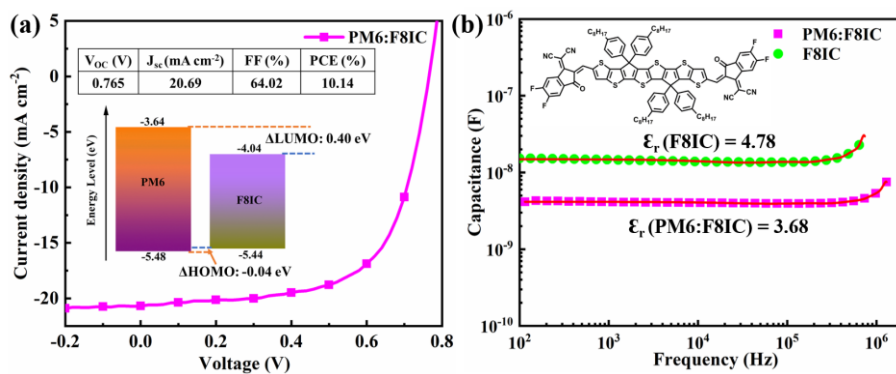 (a)
PM6:F8IC
V_OC (V) J_sc (mA cm⁻²) FF (%) PCE (%)
0.765 20.69 64.02 10.14
Energy Level (eV)
-3.64
ΔLUMO: 0.40 eV
-4.04
PM6
F8IC
-5.48
-5.44
ΔHOMO: -0.04 eV
Current density (mA cm⁻²)
5
0
-5
-10
-15
-20
-0.2 0.0 0.2 0.4 0.6 0.8
Voltage (V)
(b)
PM6:F8IC
F8IC
C₈H₁₇ C₈H₁₇
NC CN
O
F
F
S S S S
S S S S
F
F
O
NC CN
C₈H₁₇ C₈H₁₇
Ɛ_r (F8IC) = 4.78
Ɛ_r (PM6:F8IC) = 3.68
Capacitance (F)
10⁻⁶
10⁻⁷
10⁻⁸
10⁻⁹
10⁻¹⁰
10² 10³ 10⁴ 10⁵ 10⁶
Frequency (Hz)